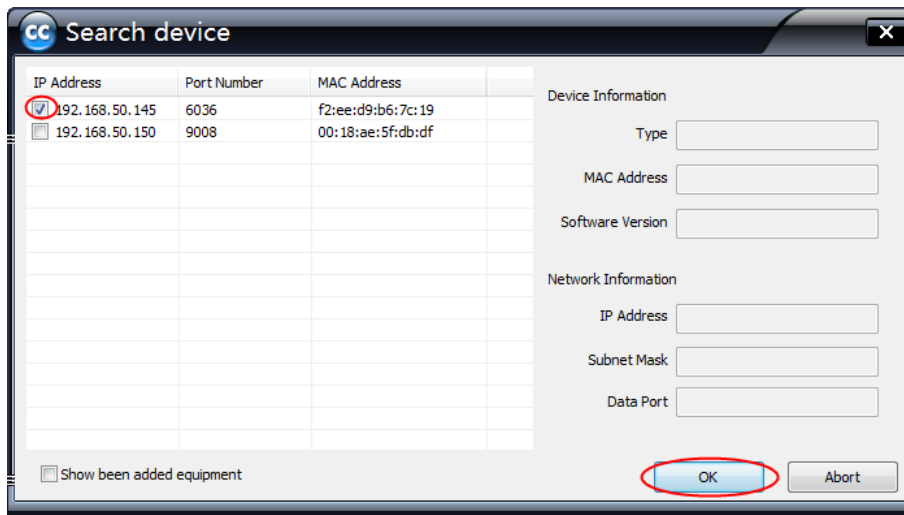 CC Search device
X
IP Address Port Number MAC Address
192.168.50.145 6036 f2:ee:d9:b6:7c:19
192.168.50.150 9008 00:18:ae:5f:db:df
Show been added equipment
Device Information
Type
MAC Address
Software Version
Network Information
IP Address
Subnet Mask
Data Port
OK Abort